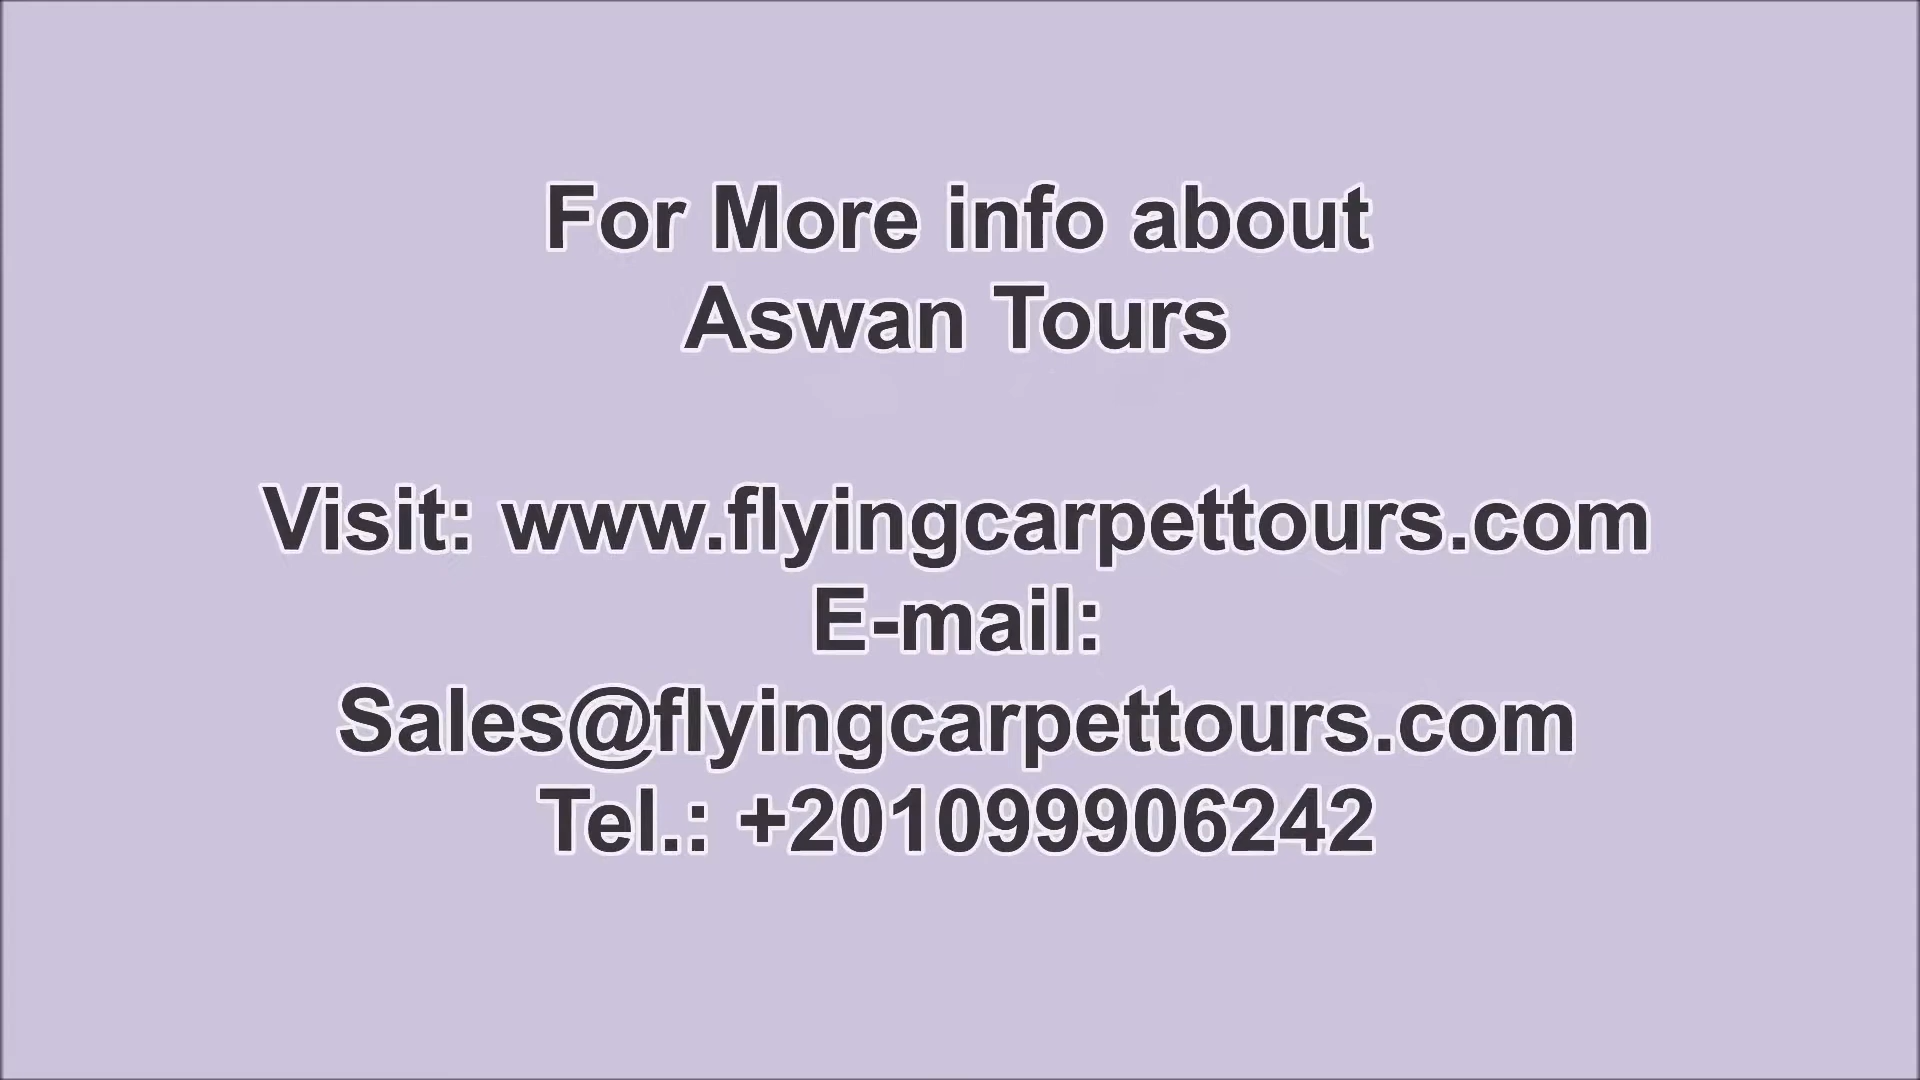 For More info about
Aswan Tours
Visit: www.flyingcarpettours.com
E-mail:
Sales@flyingcarpettours.com
Tel.: +201099906242